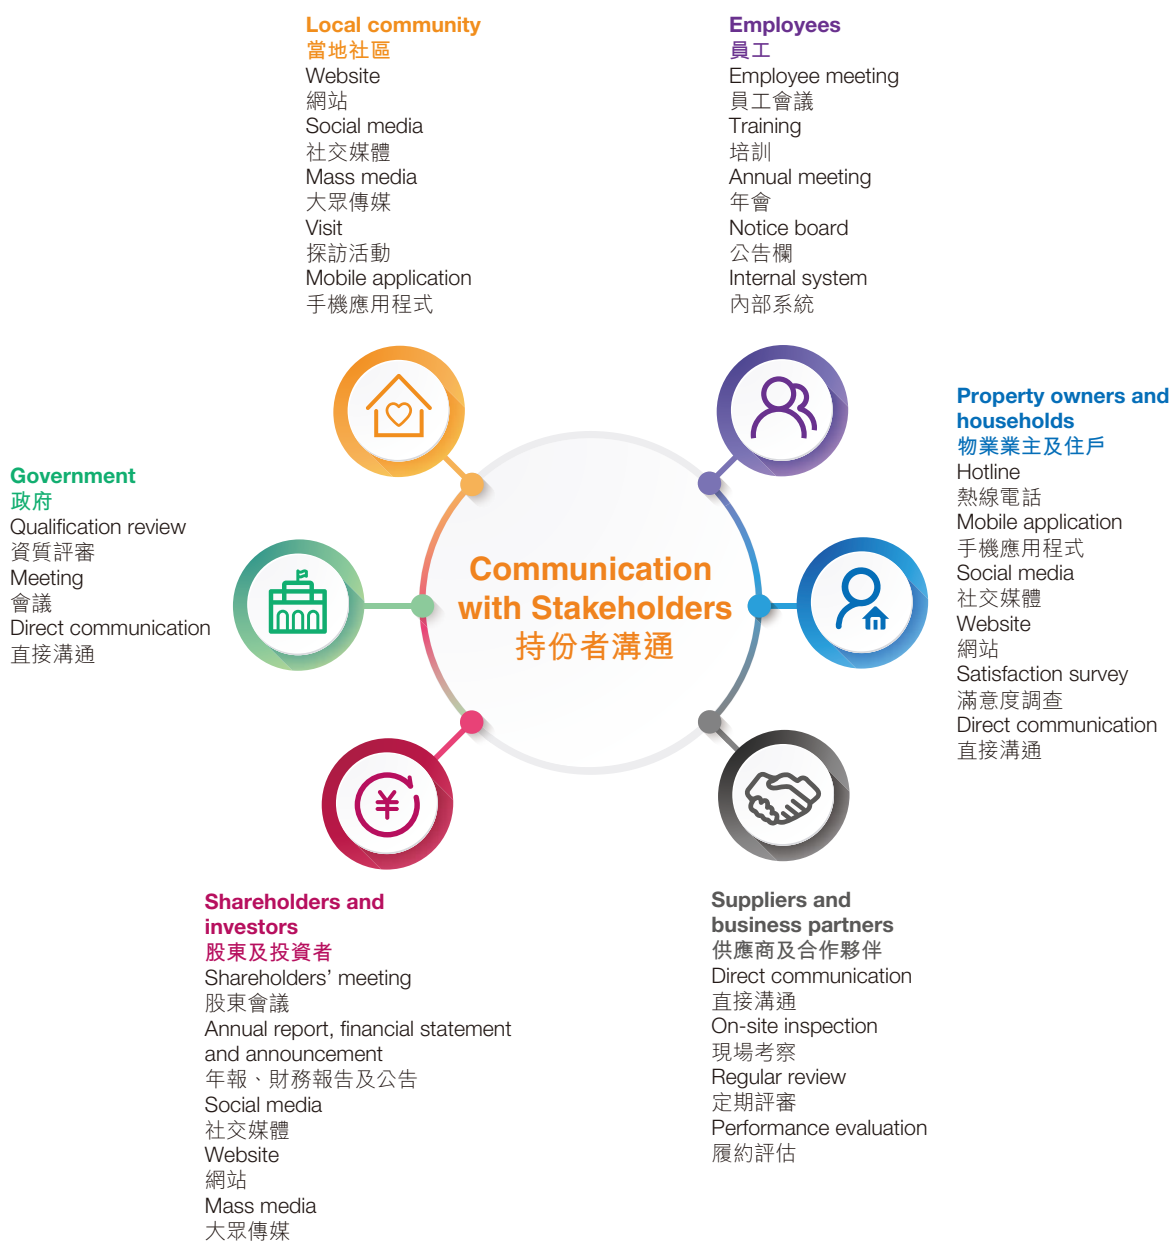 Local community
當地社區
Website
網站
Social media
社交媒體
Mass media
大眾傳媒
Visit
探訪活動
Mobile application
手機應用程式
Employees
員工
Employee meeting
員工會議
Training
培訓
Annual meeting
年會
Notice board
公告欄
Internal system
內部系統
Property owners and
households
物業業主及住戶
Hotline
熱線電話
Mobile application
手機應用程式
Social media
社交媒體
Website
網站
Satisfaction survey
滿意度調查
Direct communication
直接溝通
Government
政府
Qualification review
資質評審
Meeting
會議
Direct communication
直接溝通
Communication
with Stakeholders
持份者溝通
¥
Shareholders and
investors
股東及投資者
Shareholders’ meeting
股東會議
Annual report, financial statement
and announcement
年報、財務報告及公告
Social media
社交媒體
Website
網站
Mass media
大眾傳媒
Suppliers and
business partners
供應商及合作夥伴
Direct communication
直接溝通
On-site inspection
現場考察
Regular review
定期評審
Performance evaluation
履約評估